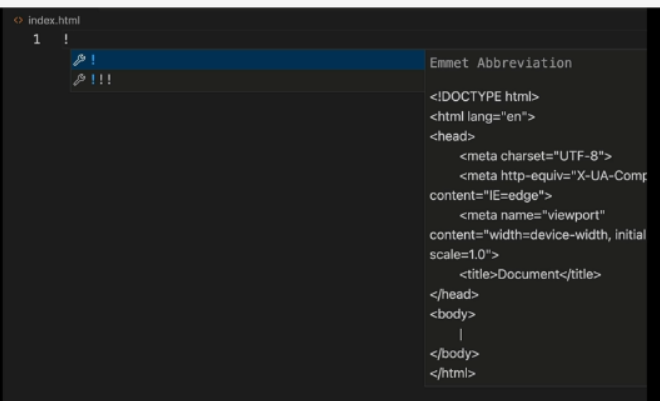 index.html
1 !
!
!!!
Emmet Abbreviation
<!DOCTYPE html>
<html lang="en">
<head>
<meta charset="UTF-8">
<meta http-equiv="X-UA-Comp
content="IE=edge">
<meta name="viewport"
content="width=device-width, initial
scale=1.0">
<title>Document</title>
</head>
<body>
|
</body>
</html>